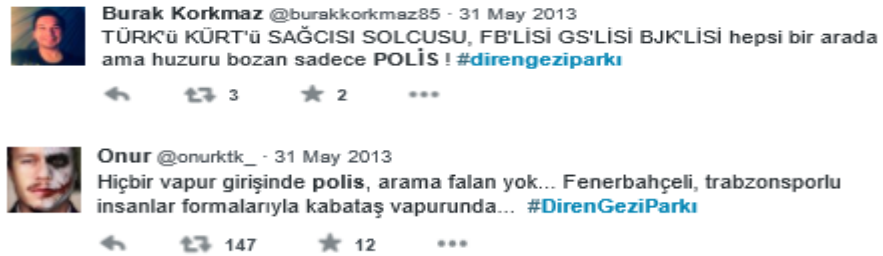 Burak Korkmaz @burakkorkmaz85 · 31 May 2013
TÜRK'ü KÜRT'ü SAĞCISI SOLCUSU, FB'LİSİ GS'LİSİ BJK'LİSİ hepsi bir arada
ama huzuru bozan sadece POLİS ! #direngeziparkı
3 2
Onur @onurktk_ · 31 May 2013
Hiçbir vapur girişinde polis, arama falan yok... Fenerbahçeli, trabzonsporlu
insanlar formalarıyla kabataş vapurunda... #DirenGeziParkı
147 12